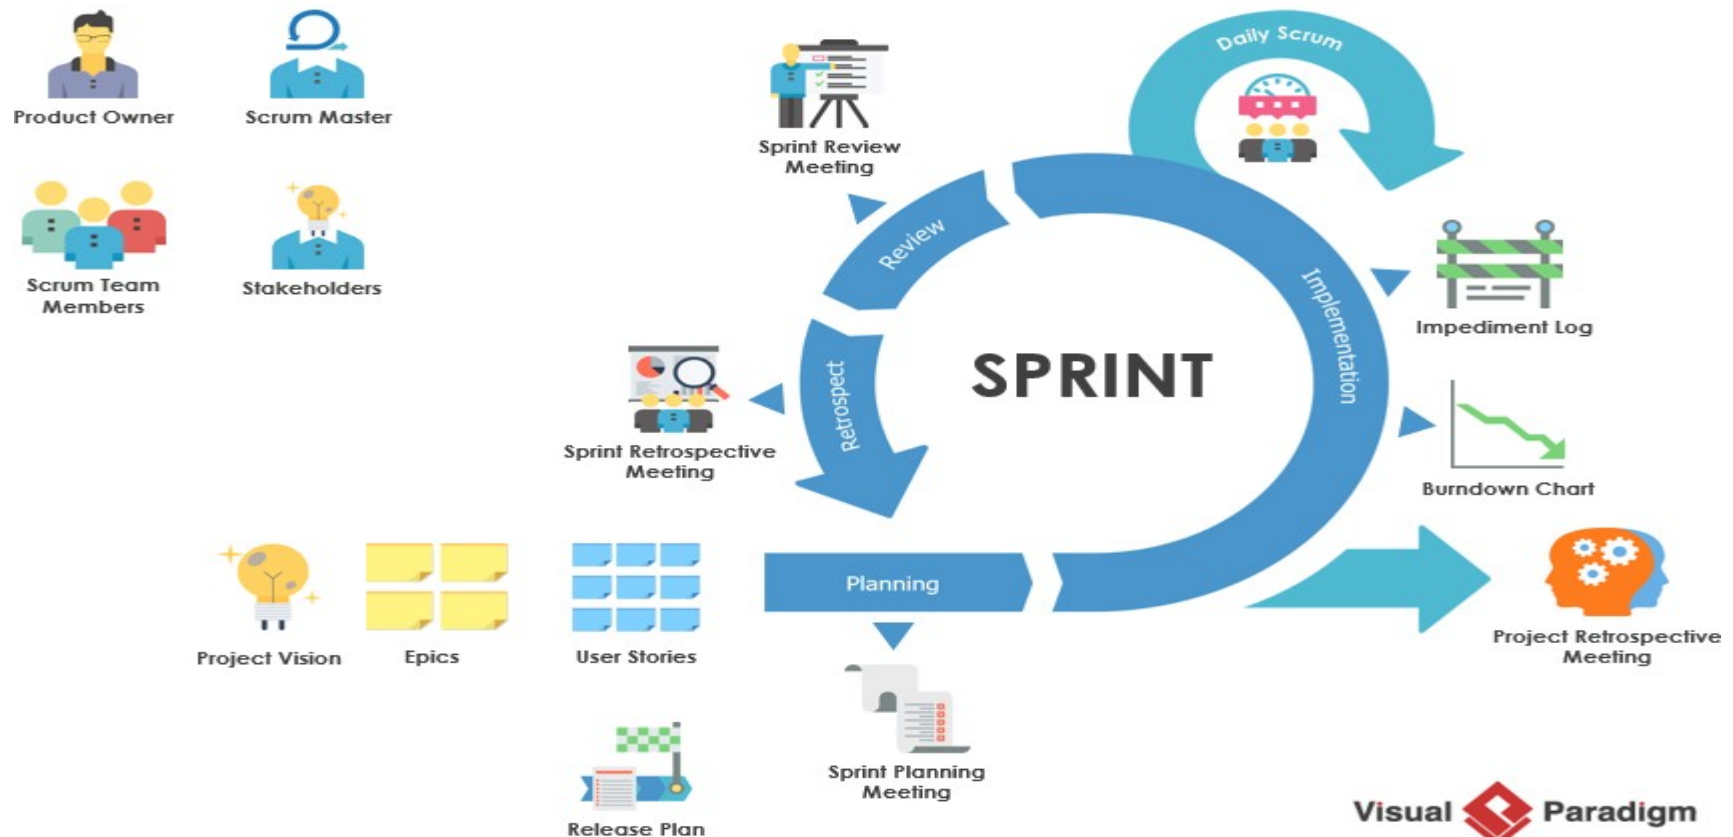 Product Owner
Scrum Master
Scrum Team
Members
Stakeholders
Sprint Review
Meeting
Daily Scrum
Review
Implementation
Impediment Log
SPRINT
Retrospect
Sprint Retrospective
Meeting
Burndown Chart
Planning
Project Vision
Epics
User Stories
Project Retrospective
Meeting
Sprint Planning
Meeting
Release Plan
Visual Paradigm